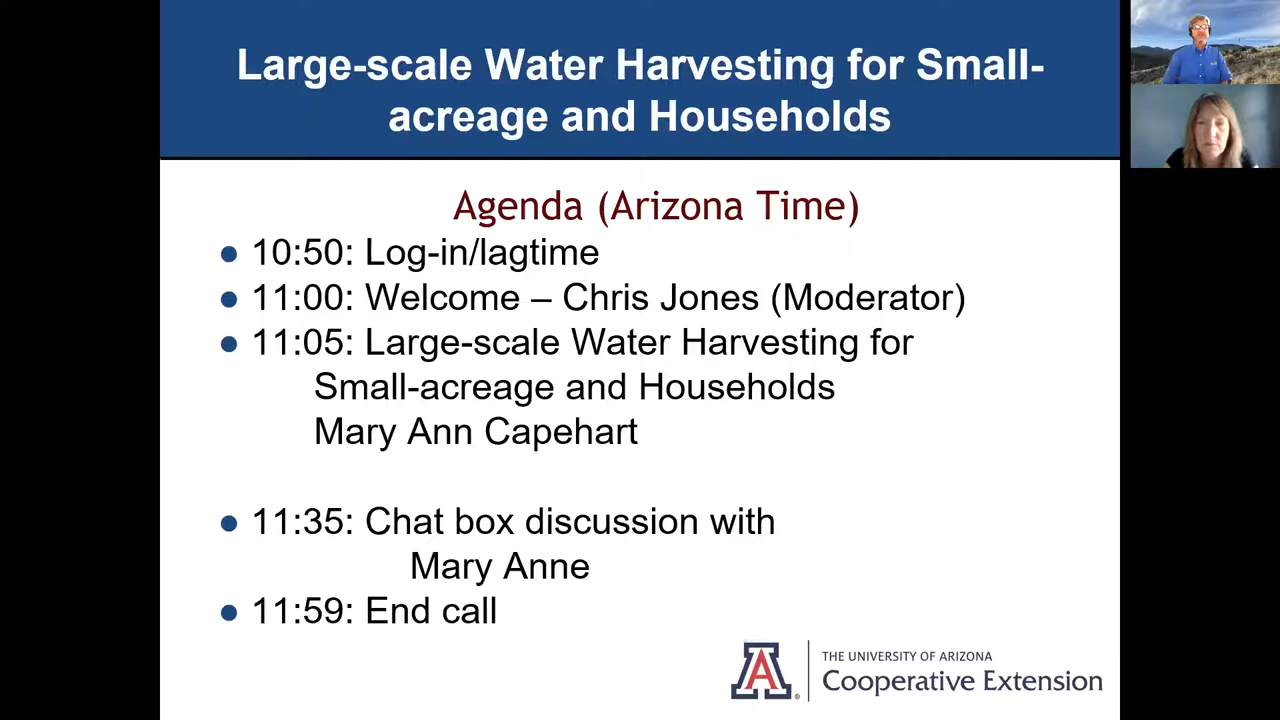 Large-scale Water Harvesting for Small-
acreage and Households
Agenda (Arizona Time)
● 10:50: Log-in/lagtime
● 11:00: Welcome – Chris Jones (Moderator)
● 11:05: Large-scale Water Harvesting for
Small-acreage and Households
Mary Ann Capehart
● 11:35: Chat box discussion with
Mary Anne
● 11:59: End call
A®
THE UNIVERSITY OF ARIZONA
Cooperative Extension